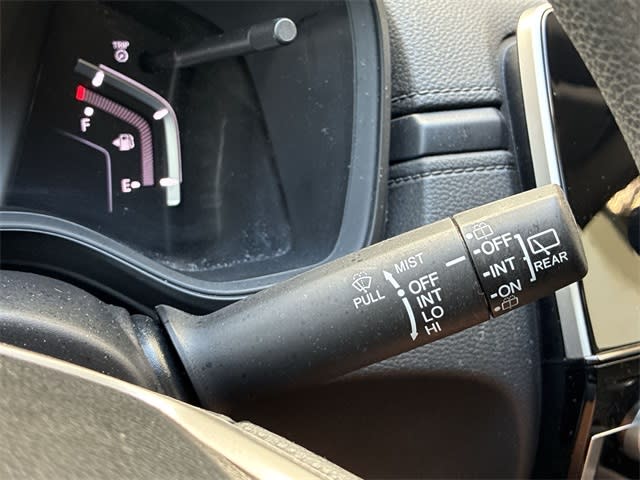 TRIP
F
E
PULL
MIST
OFF
INT
LO
HI
OFF
INT
ON
REAR